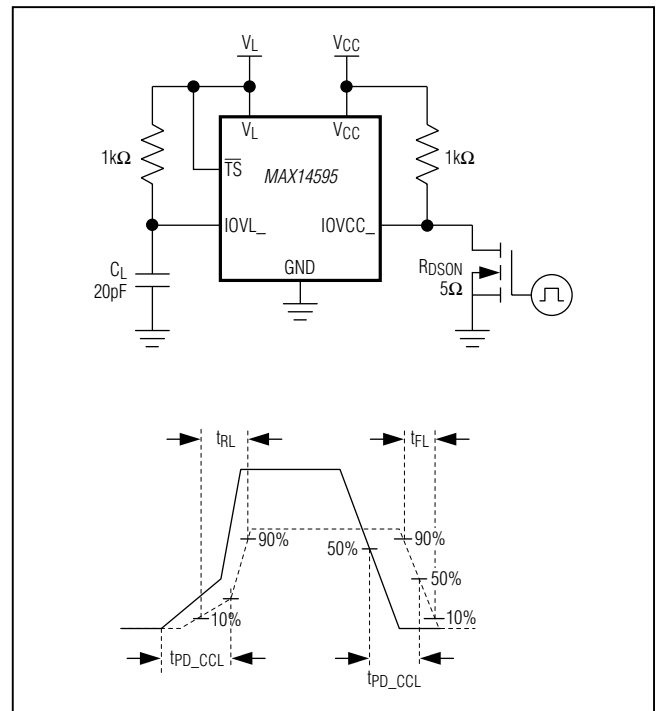 VL
VCC
VL
VCC
1kΩ
TS
MAX14595
1kΩ
IOVL_
IOVCC_
GND
CL
20pF
RDSON
5Ω
tRL
tFL
90%
50%
90%
50%
10%
10%
tPD_CCL
tPD_CCL